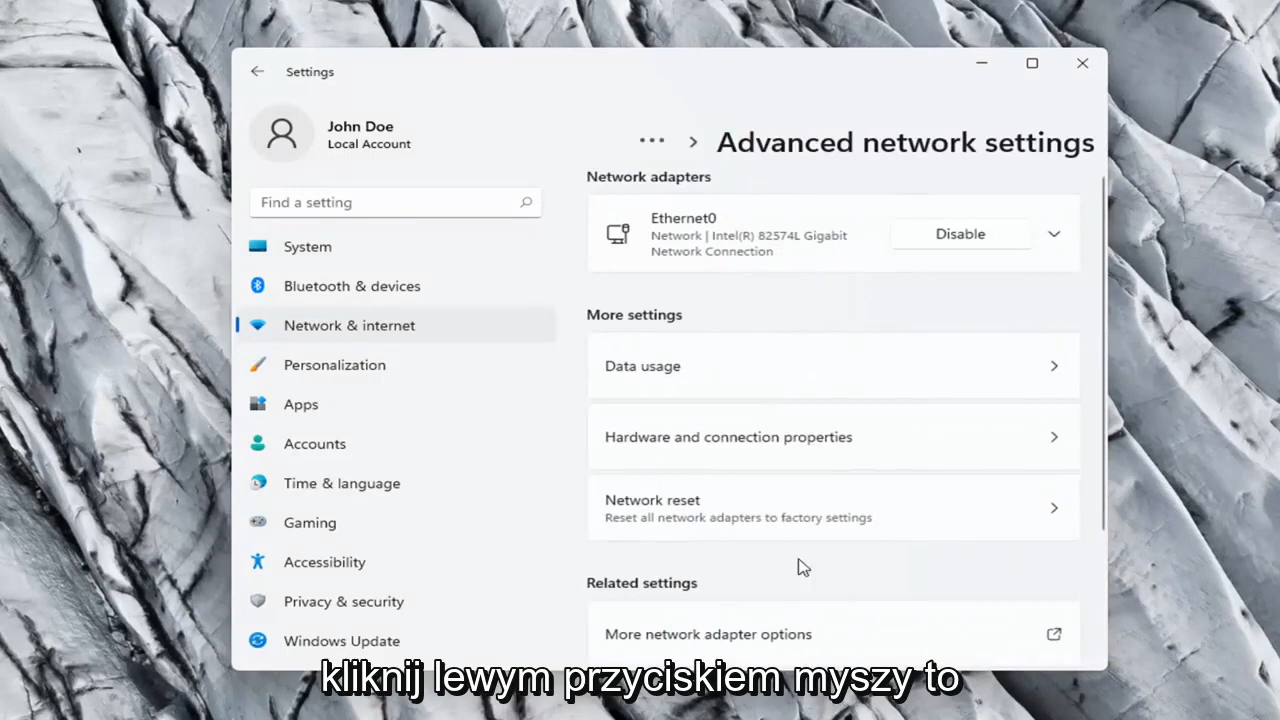 Settings
John Doe
Local Account
Find a setting
System
Bluetooth & devices
Network & internet
Personalization
Apps
Accounts
Time & language
Gaming
Accessibility
Privacy & security
Windows Update
Advanced network settings
Network adapters
Ethernet0
Network | Intel(R) 82574L Gigabit
Network Connection
Disable
More settings
Data usage
Hardware and connection properties
Network reset
Reset all network adapters to factory settings
Related settings
More network adapter options
kliknij lewym przyciskiem myszy to